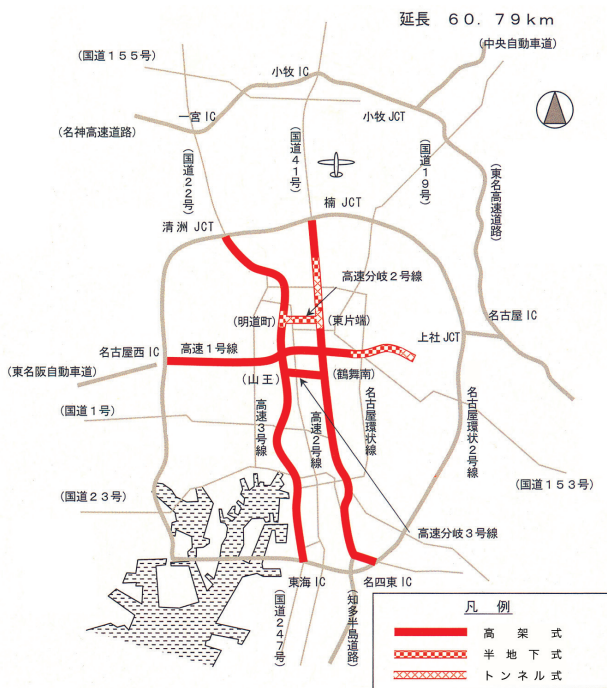 延長 60.79km
(中央自動車道)
(国道155号)
小牧IC
一宮IC
小牧JCT
(名神高速道路)
(国道22号)
(国道41号)
(国道19号)
(東名高速道路)
楠JCT
清洲JCT
高速分岐2号線
(明道町)
(東片端)
名古屋IC
上社JCT
名古屋西IC
高速1号線
(東名阪自動車道)
(山王)
(鶴舞南)
(国道1号)
高速3号線
高速2号線
名古屋環状線
名古屋環状2号線
(国道23号)
(国道153号)
高速分岐3号線
東海IC
名四東IC
(国道247号)
(知多半島道路)
凡例
高架式
半地下式
トンネル式